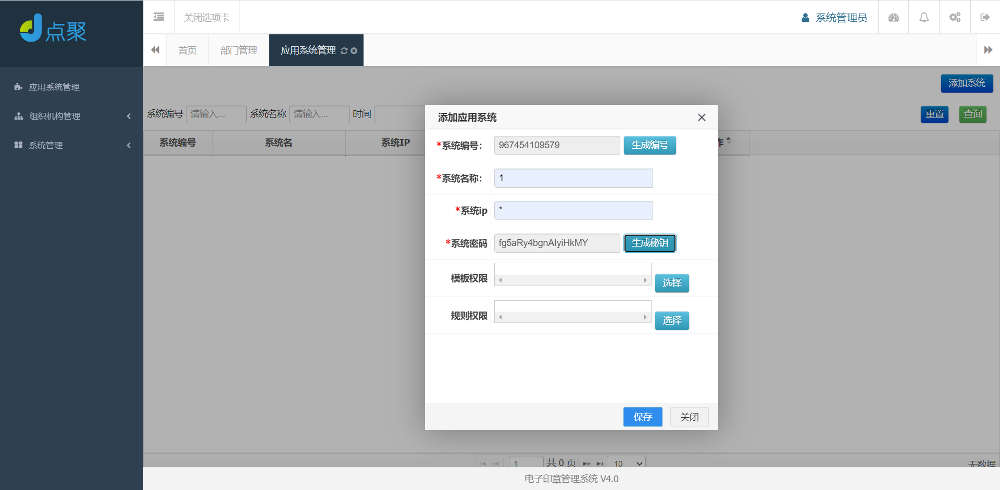 点聚
关闭选项卡
系统管理员
首页
部门管理
应用系统管理
应用系统管理
组织机构管理
系统管理
添加系统
系统编号 请输入... 系统名称 请输入... 时间
重置 查询
系统编号 系统名 系统IP 作
添加应用系统
*系统编号: 967454109579 生成编号
*系统名称: 1
*系统ip *
*系统密码 fg5aRy4bgnAIyiHkMY 生成秘钥
模板权限 选择
规则权限 选择
保存 关闭
1 共 0 页 10 无数据
电子印章管理系统 V4.0